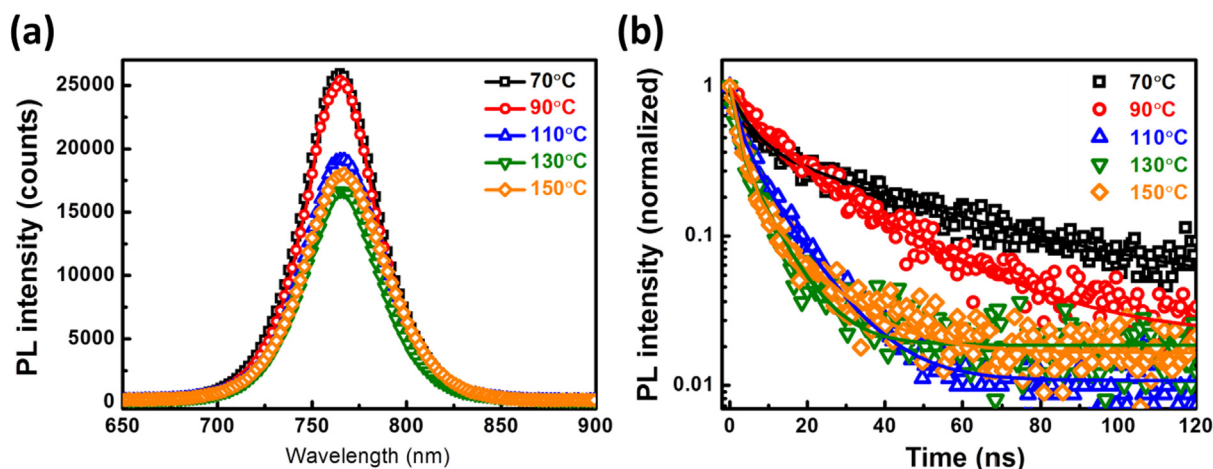 (a)
PL intensity (counts)
25000
20000
15000
10000
5000
0
650
700
750
800
850
900
Wavelength (nm)
70°C
90°C
110°C
130°C
150°C
(b)
PL intensity (normalized)
1
0.1
0.01
0
20
40
60
80
100
120
Time (ns)
70°C
90°C
110°C
130°C
150°C